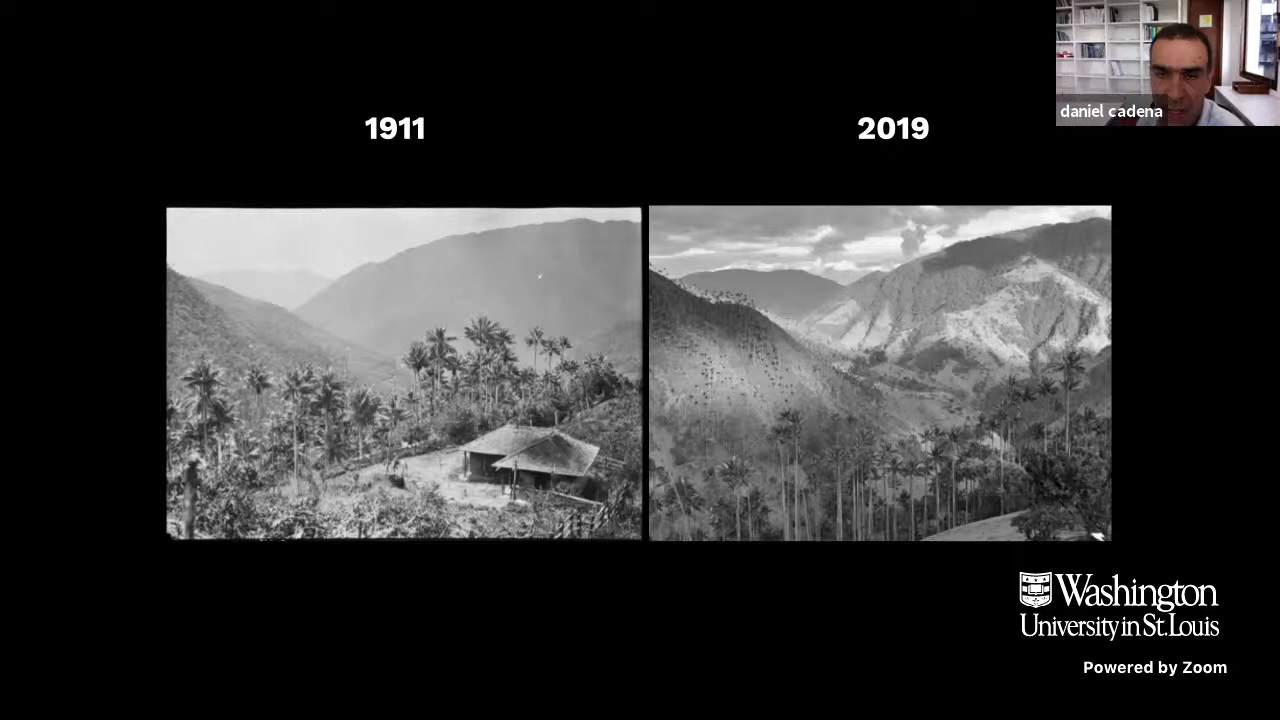 daniel cadena
1911
2019
Washington
University in St. Louis
Powered by Zoom